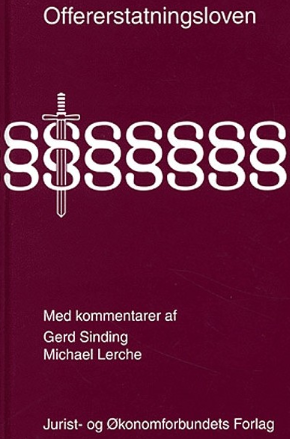 Offererstatningsloven
§§§§§§§§
Med kommentarer af
Gerd Sinding
Michael Lerche
Jurist- og Økonomforbundets Forlag